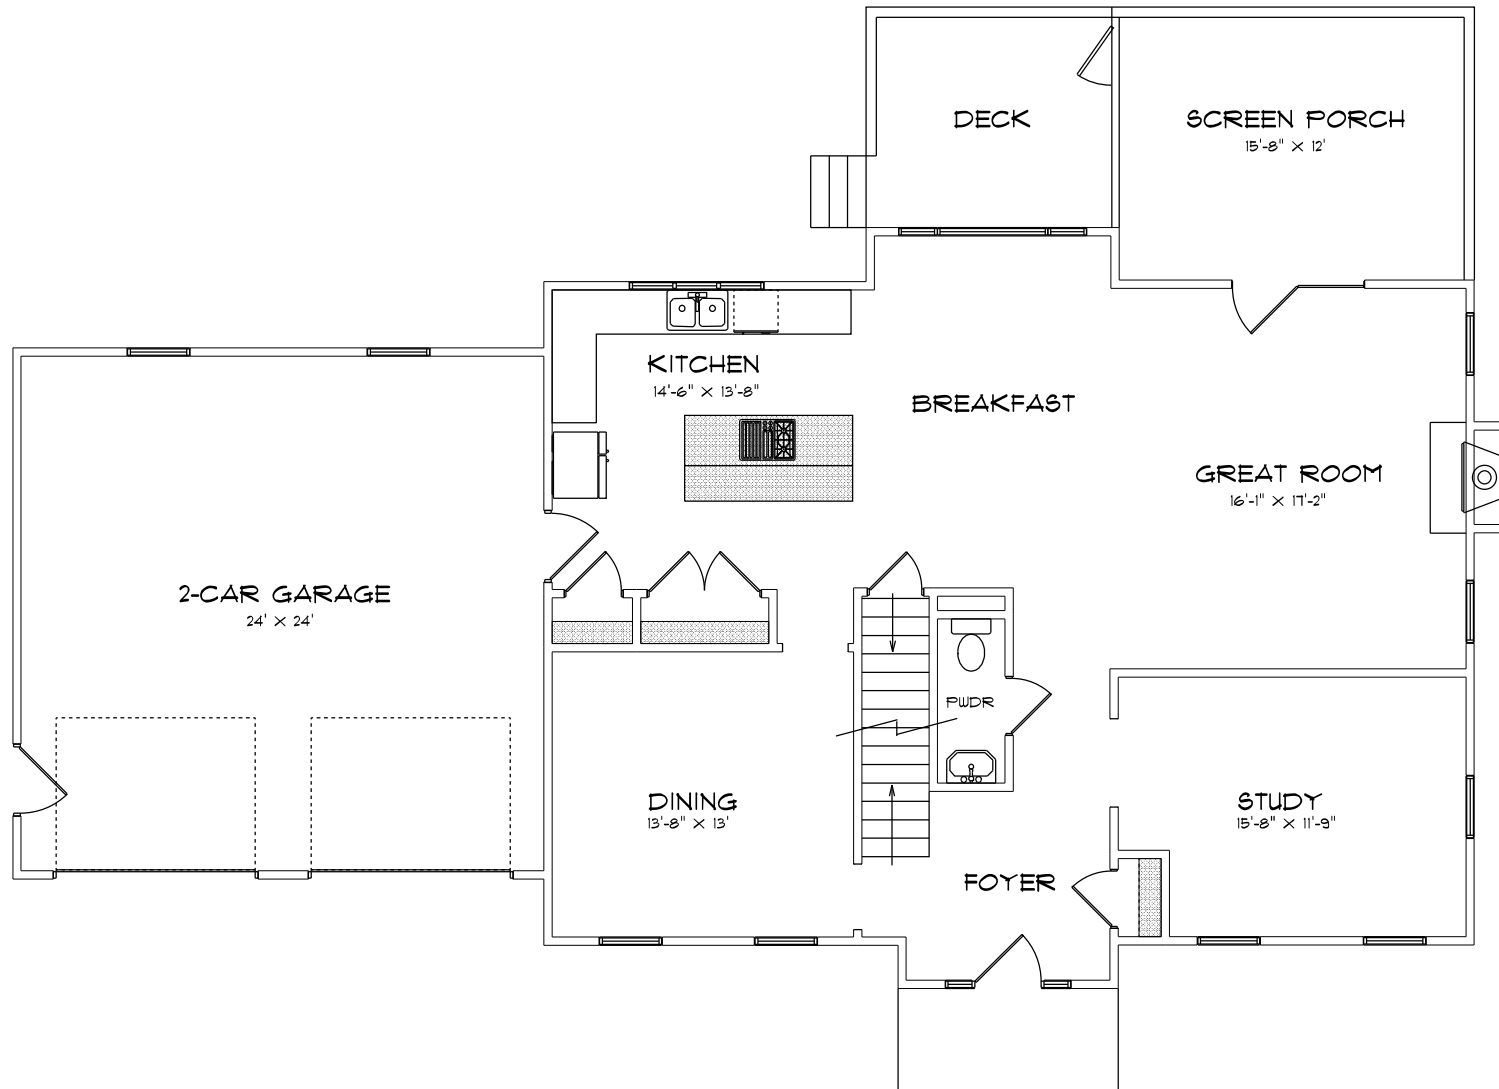 DECK
SCREEN PORCH
15'-8" X 12'
KITCHEN
14'-6" X 13'-8"
BREAKFAST
GREAT ROOM
16'-1" X 17'-2"
2-CAR GARAGE
24' X 24'
PWDR
DINING
13'-8" X 13'
STUDY
15'-8" X 11'-9"
FOYER